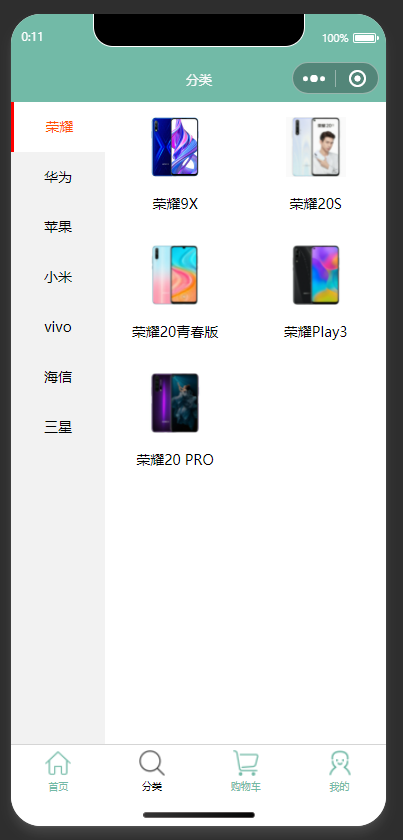 0:11
100%
分类
荣耀
华为
苹果
小米
vivo
海信
三星
荣耀9X
荣耀20S
荣耀20青春版
荣耀Play3
荣耀20 PRO
首页
分类
购物车
我的